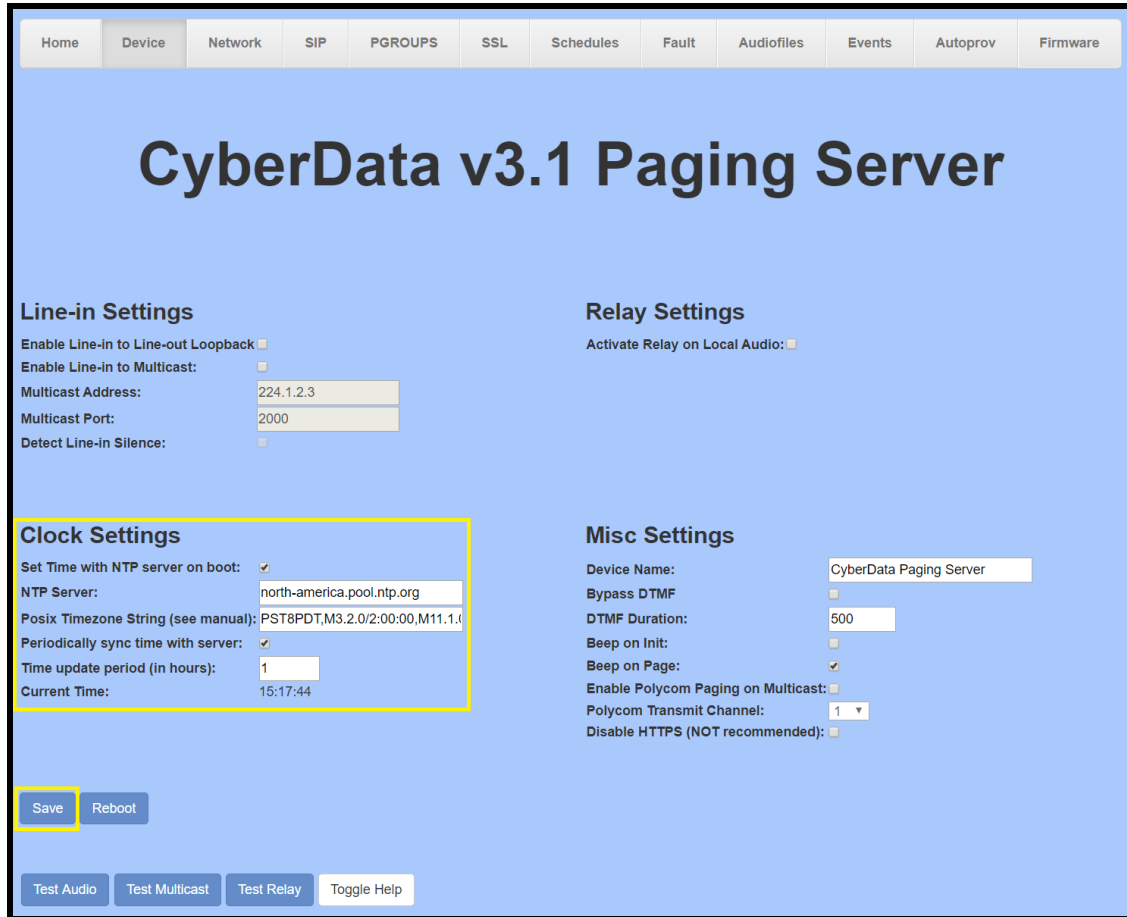 Home Device Network SIP PGROUPS SSL Schedules Fault Audiofiles Events Autoprov Firmware
CyberData v3.1 Paging Server
Line-in Settings
Enable Line-in to Line-out Loopback
Enable Line-in to Multicast:
Multicast Address: 224.1.2.3
Multicast Port: 2000
Detect Line-in Silence:
Relay Settings
Activate Relay on Local Audio:
Clock Settings
Set Time with NTP server on boot:
NTP Server: north-america.pool.ntp.org
Posix Timezone String (see manual): PST8PDT,M3.2.0/2:00:00,M11.1.0
Periodically sync time with server:
Time update period (in hours): 1
Current Time: 15:17:44
Misc Settings
Device Name: CyberData Paging Server
Bypass DTMF
DTMF Duration: 500
Beep on Init:
Beep on Page:
Enable Polycom Paging on Multicast:
Polycom Transmit Channel: 1
Disable HTTPS (NOT recommended):
Save Reboot
Test Audio Test Multicast Test Relay Toggle Help